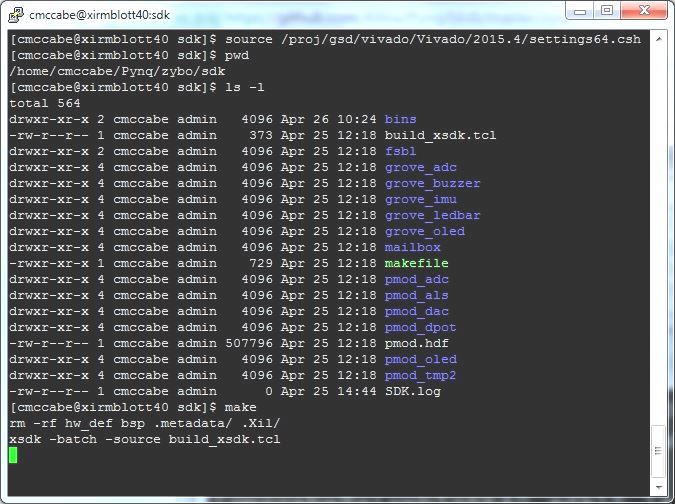 cmccabe@xirmblott40:sdk
[cmccabe@xirmblott40 sdk]$ source /proj/gsd/vivado/Vivado/2015.4/settings64.csh
[cmccabe@xirmblott40 sdk]$ pwd
/home/cmccabe/Pynq/zybo/sdk
[cmccabe@xirmblott40 sdk]$ ls -l
total 564
drwxr-xr-x 2 cmccabe admin   4096 Apr 26 10:24 bins
-rw-r--r-- 1 cmccabe admin    373 Apr 25 12:18 build_xsdk.tcl
drwxr-xr-x 2 cmccabe admin   4096 Apr 25 12:18 fsbl
drwxr-xr-x 4 cmccabe admin   4096 Apr 25 12:18 grove_adc
drwxr-xr-x 4 cmccabe admin   4096 Apr 25 12:18 grove_buzzer
drwxr-xr-x 4 cmccabe admin   4096 Apr 25 12:18 grove_imu
drwxr-xr-x 4 cmccabe admin   4096 Apr 25 12:18 grove_ledbar
drwxr-xr-x 4 cmccabe admin   4096 Apr 25 12:18 grove_oled
drwxr-xr-x 4 cmccabe admin   4096 Apr 25 12:18 mailbox
-rwxr-xr-x 1 cmccabe admin    729 Apr 25 12:18 makefile
drwxr-xr-x 4 cmccabe admin   4096 Apr 25 12:18 pmod_adc
drwxr-xr-x 4 cmccabe admin   4096 Apr 25 12:18 pmod_als
drwxr-xr-x 4 cmccabe admin   4096 Apr 25 12:18 pmod_dac
drwxr-xr-x 4 cmccabe admin   4096 Apr 25 12:18 pmod_dpot
-rw-r--r-- 1 cmccabe admin 507796 Apr 25 12:18 pmod.hdf
drwxr-xr-x 4 cmccabe admin   4096 Apr 25 12:18 pmod_oled
drwxr-xr-x 4 cmccabe admin   4096 Apr 25 12:18 pmod_tmp2
-rw-r--r-- 1 cmccabe admin      0 Apr 25 14:44 SDK.log
[cmccabe@xirmblott40 sdk]$ make
rm -rf hw_def bsp .metadata/ .Xil/
xsdk -batch -source build_xsdk.tcl